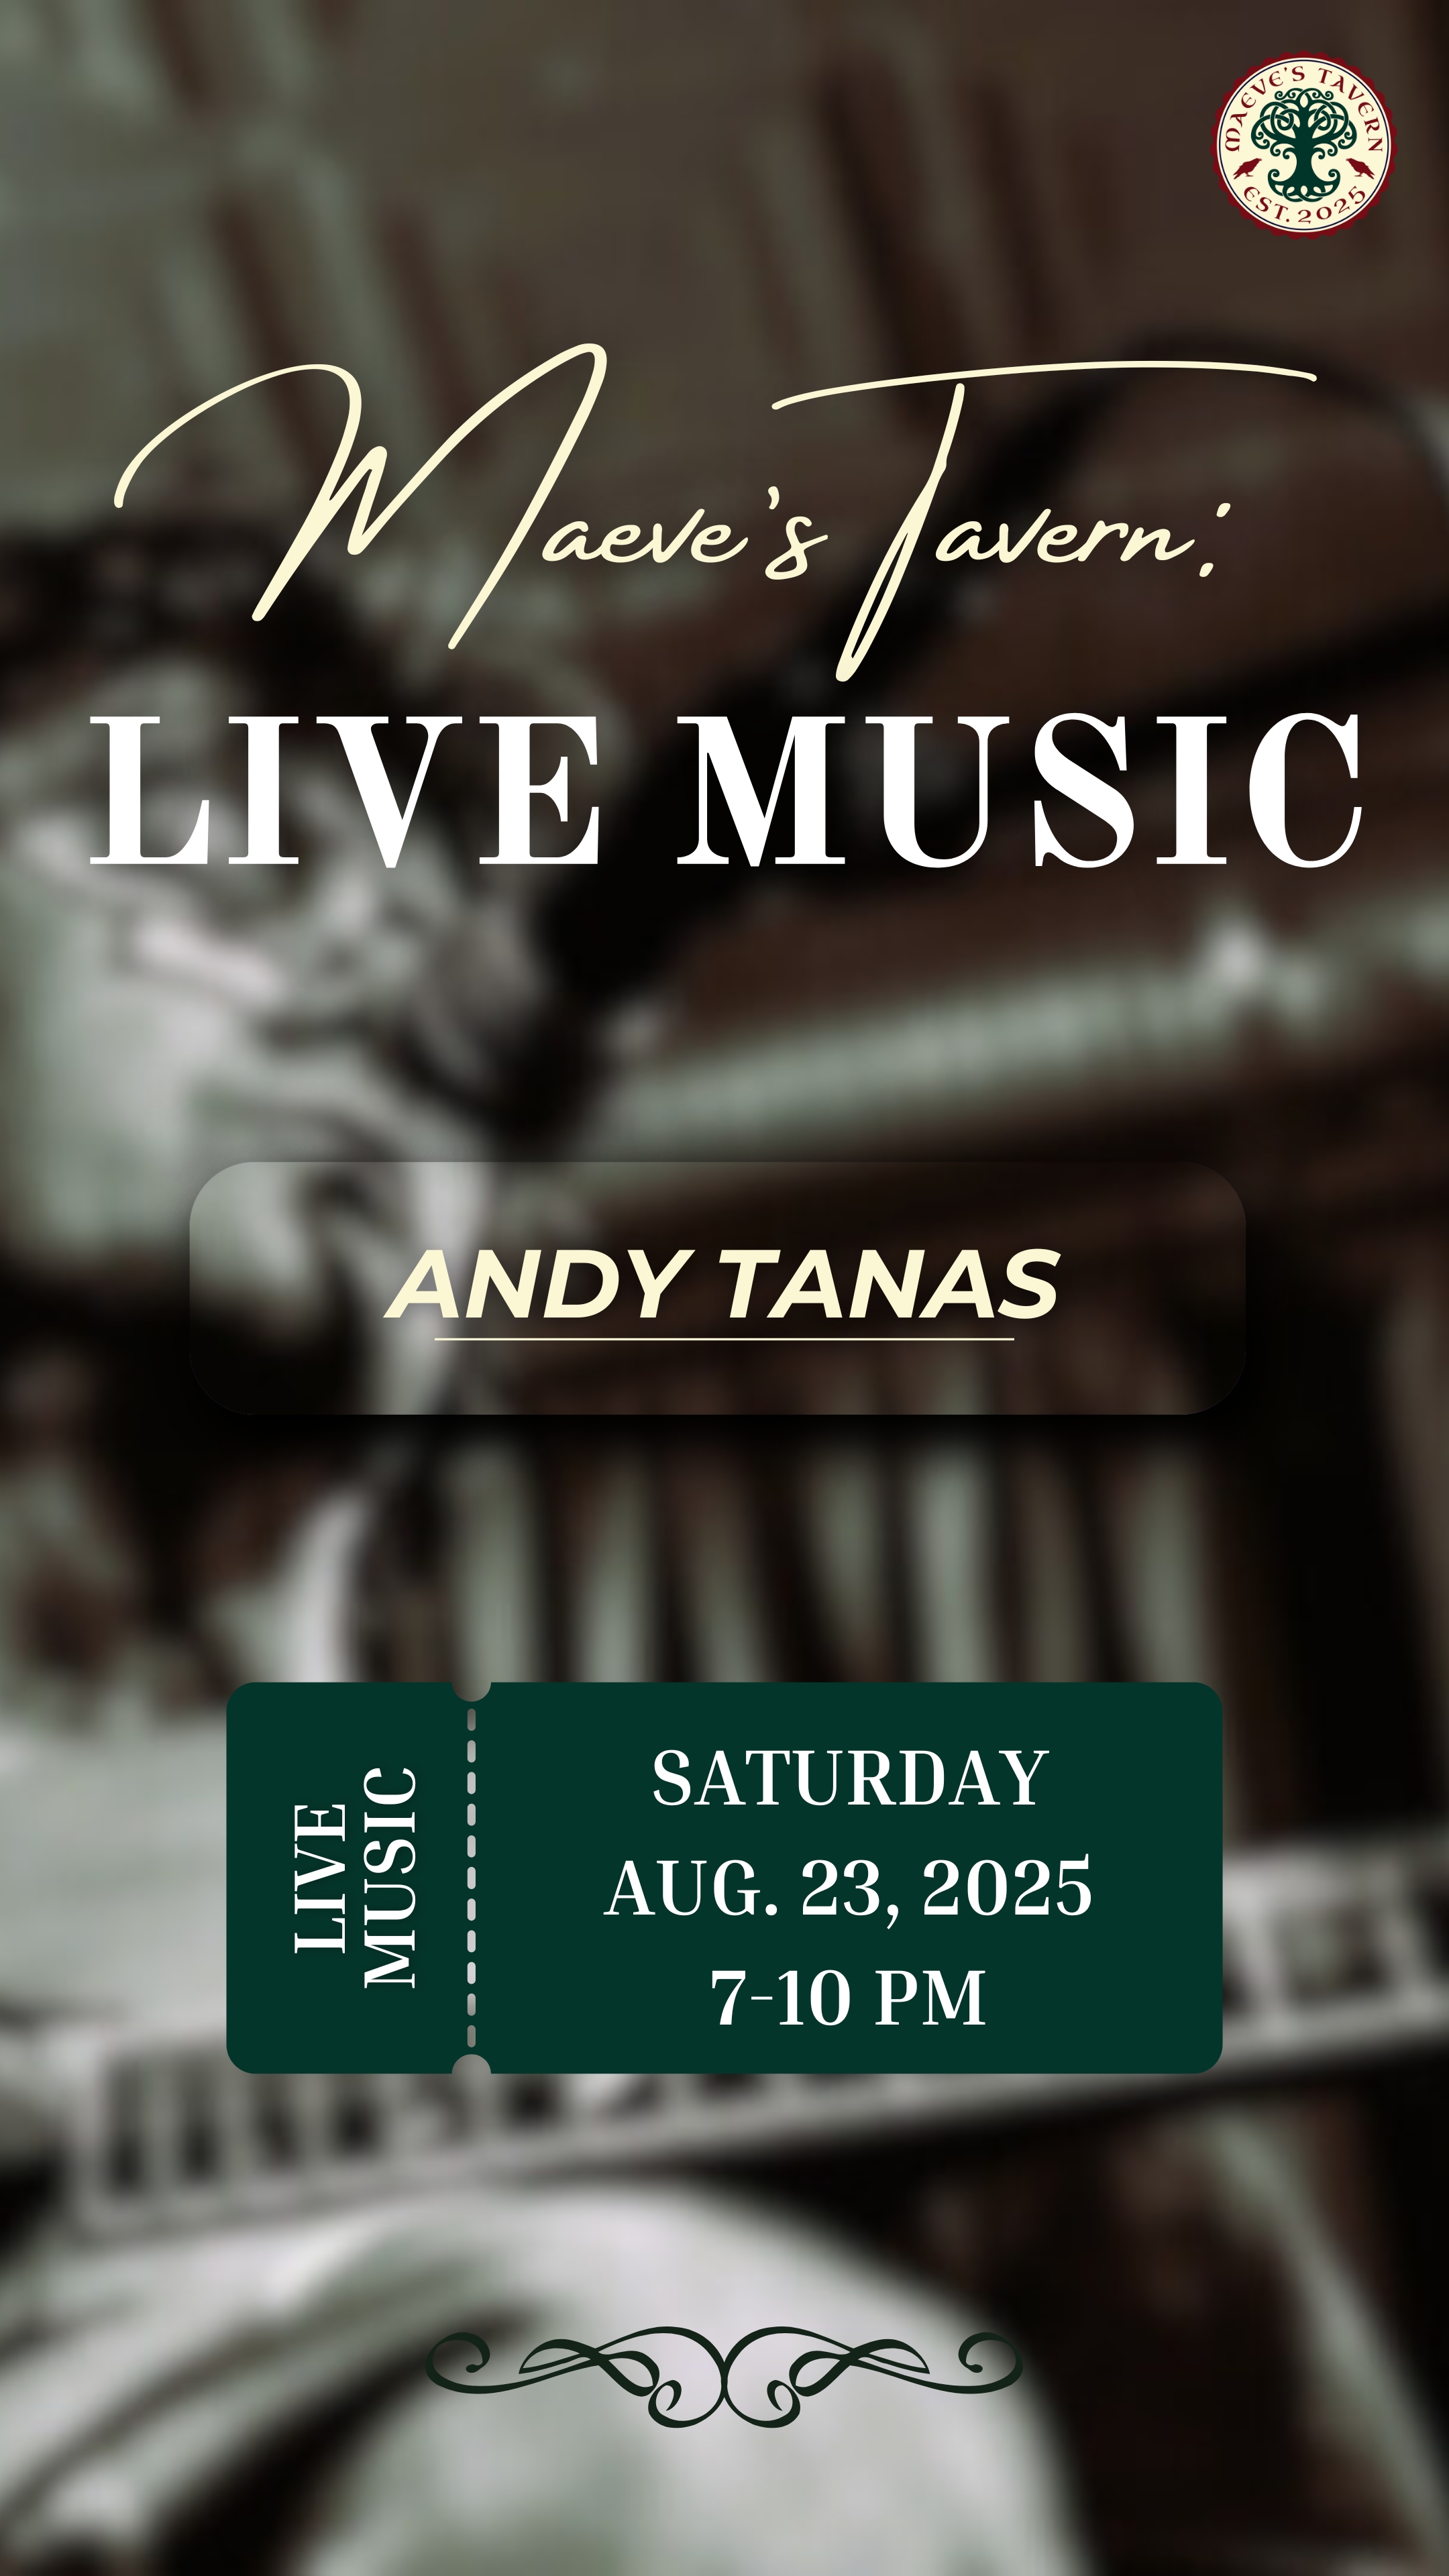 MAEVE'S TAVERN
EST. 2025
Maeve's Tavern:
LIVE MUSIC
ANDY TANAS
LIVE
MUSIC
SATURDAY
AUG. 23, 2025
7-10 PM